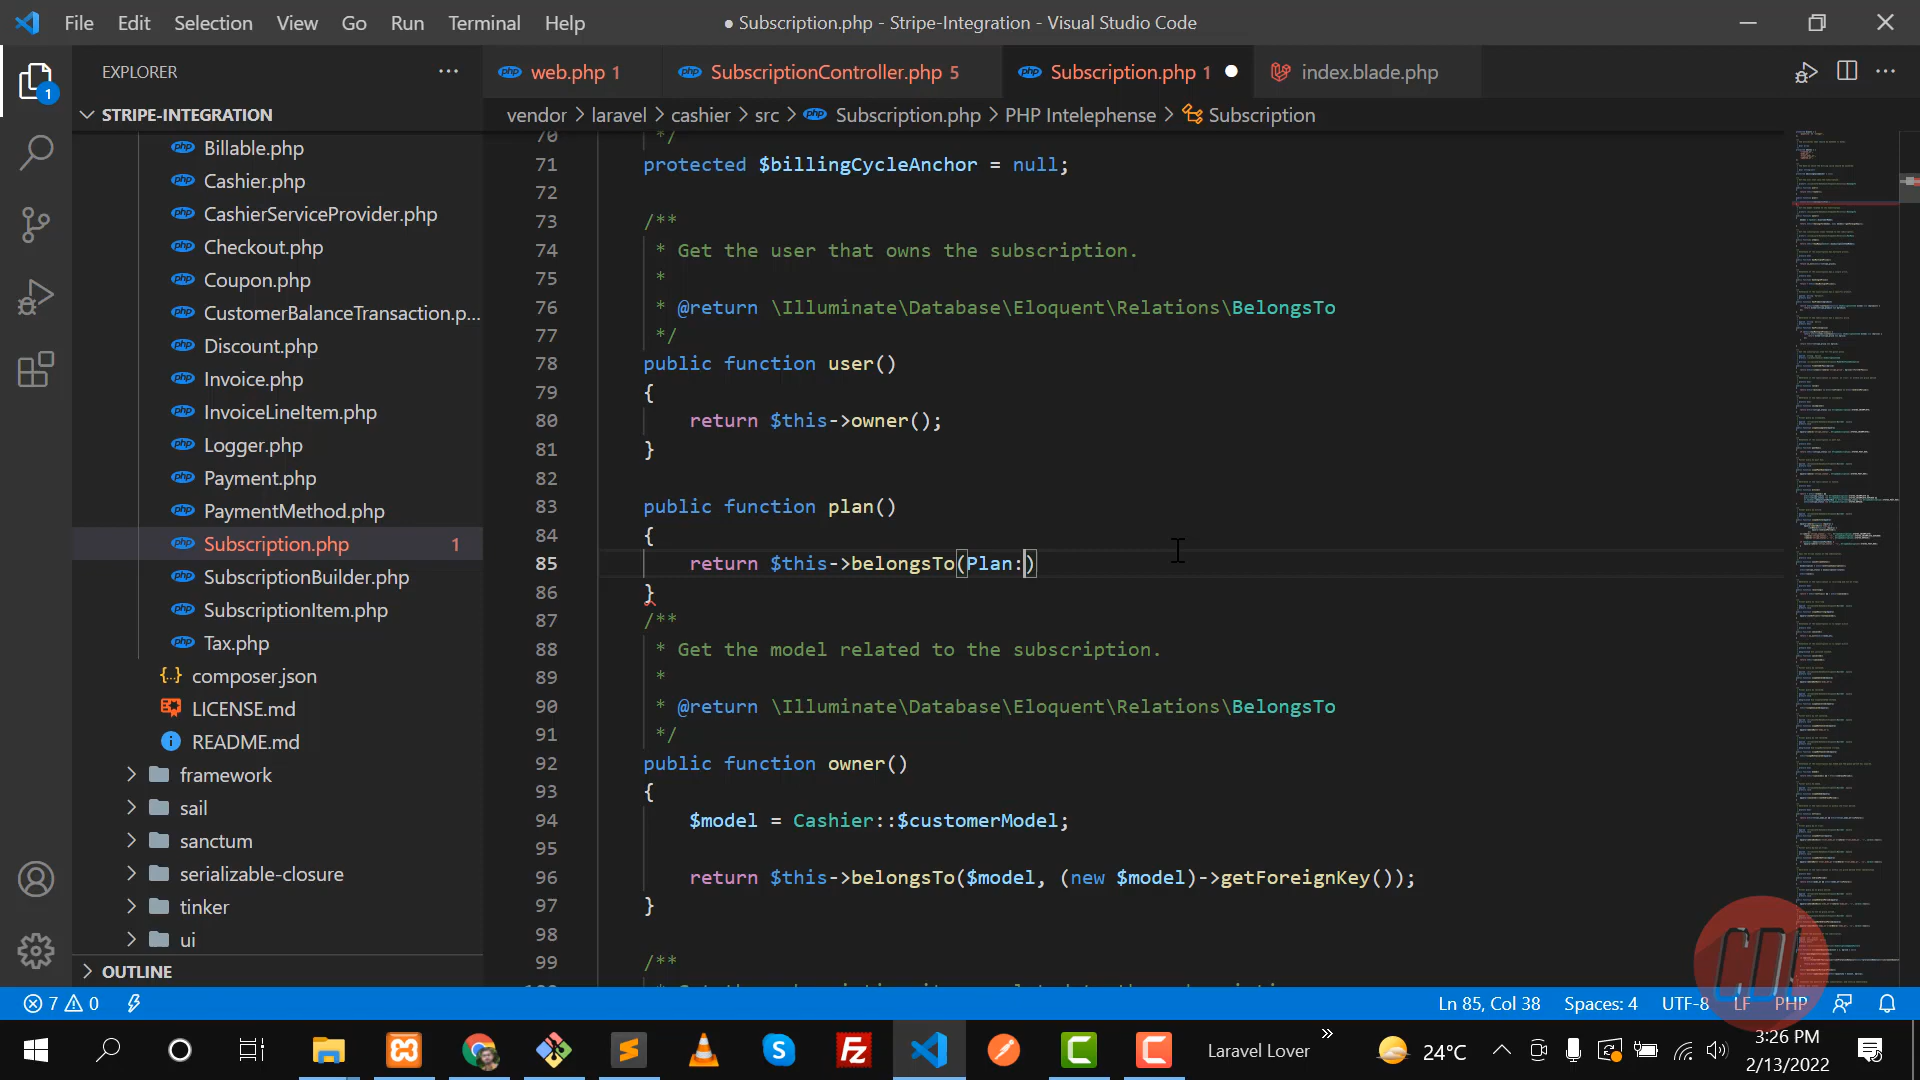 File Edit Selection View Go Run Terminal Help
● Subscription.php - Stripe-Integration - Visual Studio Code
EXPLORER
web.php 1
SubscriptionController.php 5
Subscription.php 1
index.blade.php
STRIPE-INTEGRATION
vendor > laravel > cashier > src > Subscription.php > PHP Intelephense > Subscription
1
Billable.php
Cashier.php
CashierServiceProvider.php
Checkout.php
Coupon.php
CustomerBalanceTransaction.p...
Discount.php
Invoice.php
InvoiceLineItem.php
Logger.php
Payment.php
PaymentMethod.php
Subscription.php 1
SubscriptionBuilder.php
SubscriptionItem.php
Tax.php
composer.json
LICENSE.md
README.md
framework
sail
sanctum
serializable-closure
tinker
ui
OUTLINE
70 */
71 protected $billingCycleAnchor = null;
72
73 /**
74 * Get the user that owns the subscription.
75 *
76 * @return \Illuminate\Database\Eloquent\Relations\BelongsTo
77 */
78 public function user()
79 {
80 return $this->owner();
81 }
82
83 public function plan()
84 {
85 return $this->belongsTo(Plan:)
86 }
87 /**
88 * Get the model related to the subscription.
89 *
90 * @return \Illuminate\Database\Eloquent\Relations\BelongsTo
91 */
92 public function owner()
93 {
94 $model = Cashier::$customerModel;
95
96 return $this->belongsTo($model, (new $model)->getForeignKey());
97 }
98
99 /**
7 0
Ln 85, Col 38 Spaces: 4 UTF-8 LF PHP
Laravel Lover
24°C
3:26 PM
2/13/2022